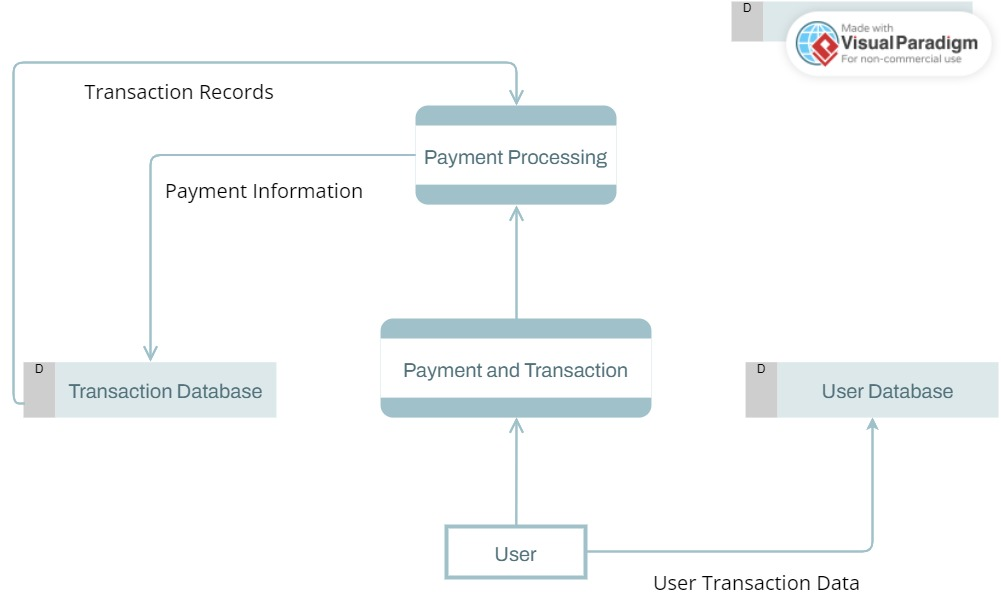 D
Made with
Visual Paradigm
For non-commercial use
Transaction Records
Payment Processing
Payment Information
D
Transaction Database
Payment and Transaction
D
User Database
User
User Transaction Data